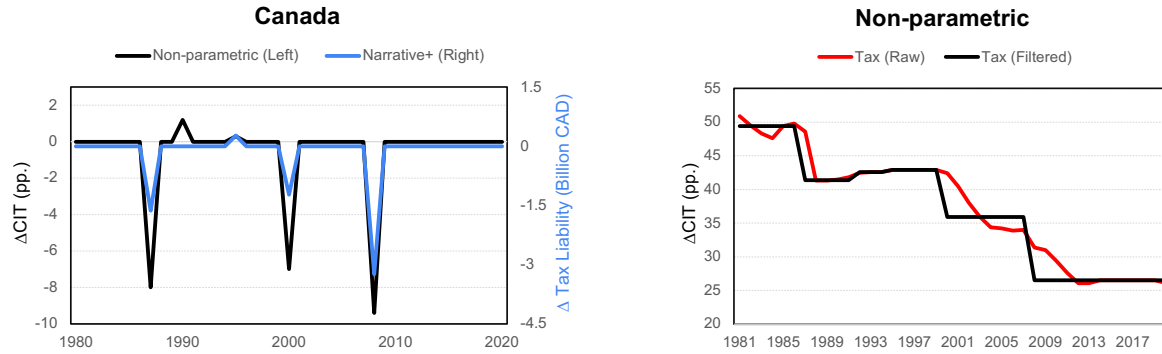 Canada
Non-parametric (Left) Narrative+ (Right)
ΔCIT (pp.)
2
0
-2
-4
-6
-8
-10
1980 1990 2000 2010 2020
1.5
0
-1.5
-3
-4.5
Δ Tax Liability (Billion CAD)
Non-parametric
Tax (Raw) Tax (Filtered)
ΔCIT (pp.)
55
50
45
40
35
30
25
20
1981 1985 1989 1993 1997 2001 2005 2009 2013 2017